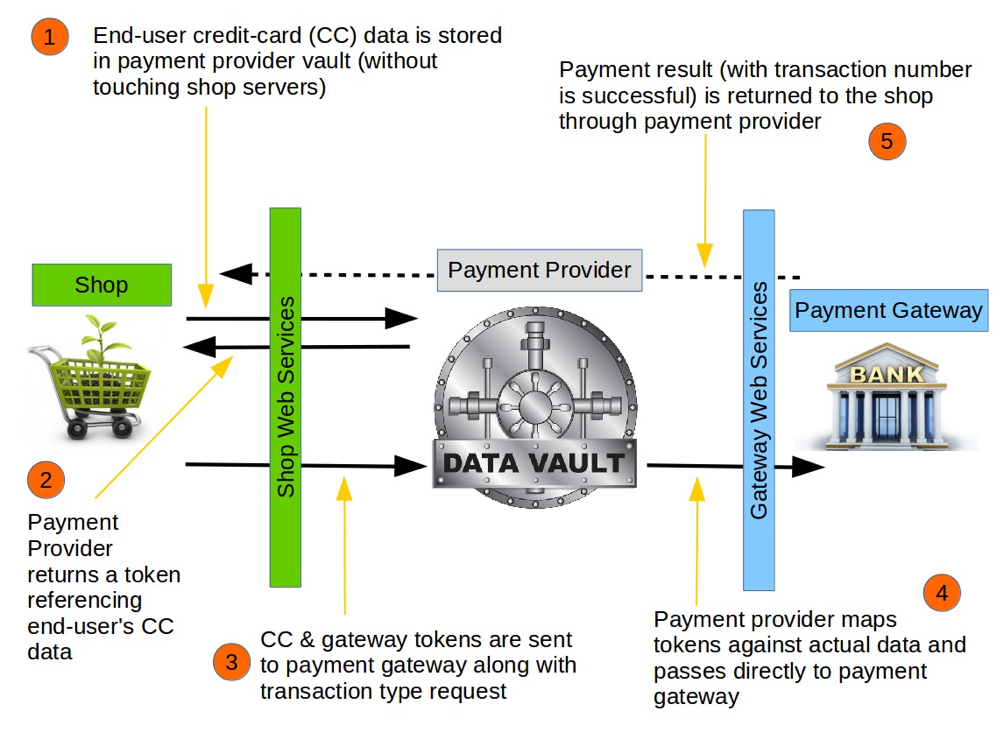 1
End-user credit-card (CC) data is stored
in payment provider vault (without
touching shop servers)
Payment result (with transaction number
is successful) is returned to the shop
through payment provider
5
Shop
Shop Web Services
Payment Provider
DATA VAULT
Gateway Web Services
Payment Gateway
BANK
2
Payment
Provider
returns a token
referencing
end-user's CC
data
3
CC & gateway tokens are sent
to payment gateway along with
transaction type request
4
Payment provider maps
tokens against actual data and
passes directly to payment
gateway